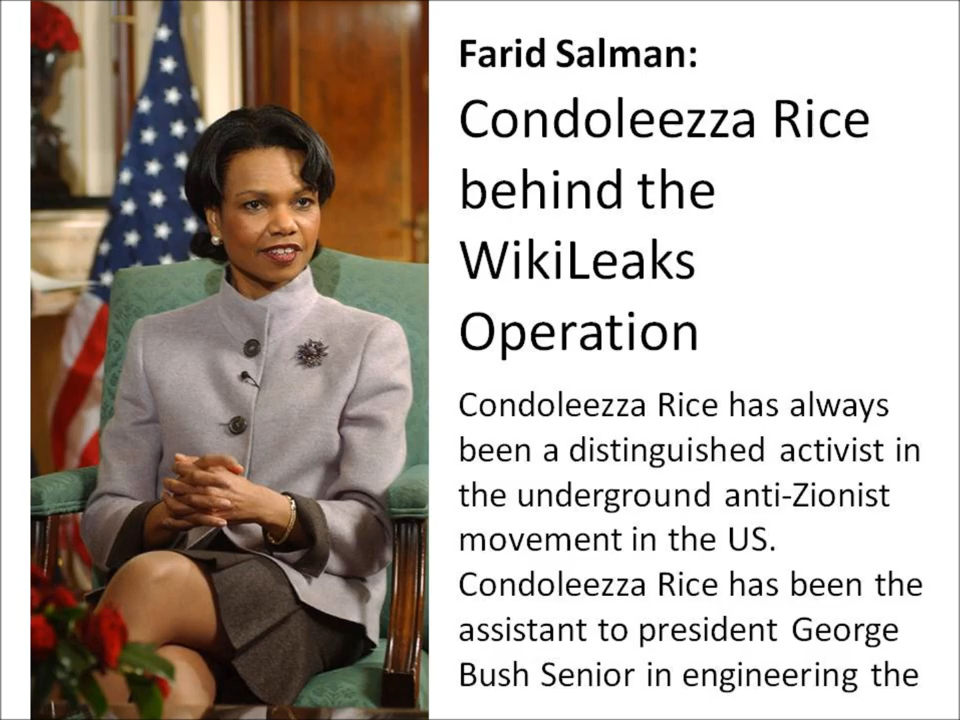 Farid Salman:
Condoleezza Rice
behind the
WikiLeaks
Operation
Condoleezza Rice has always
been a distinguished activist in
the underground anti-Zionist
movement in the US.
Condoleezza Rice has been the
assistant to president George
Bush Senior in engineering the